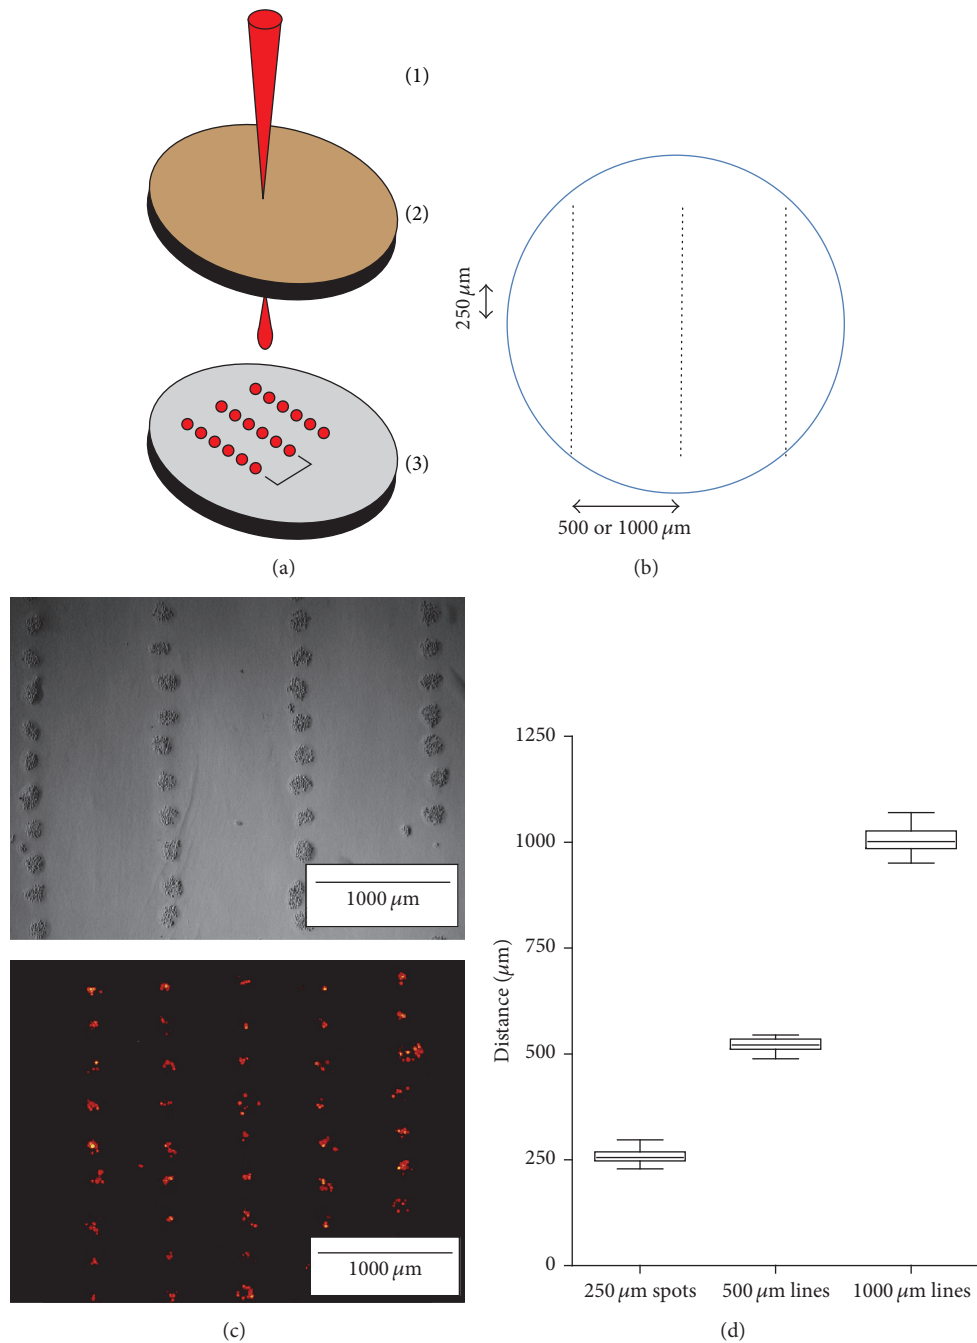 (1)
(2)
(3)
(a)
250 µm
500 or 1000 µm
(b)
1000 µm
1000 µm
(c)
1250
1000
750
500
250
0
Distance (µm)
250 µm spots
500 µm lines
1000 µm lines
(d)